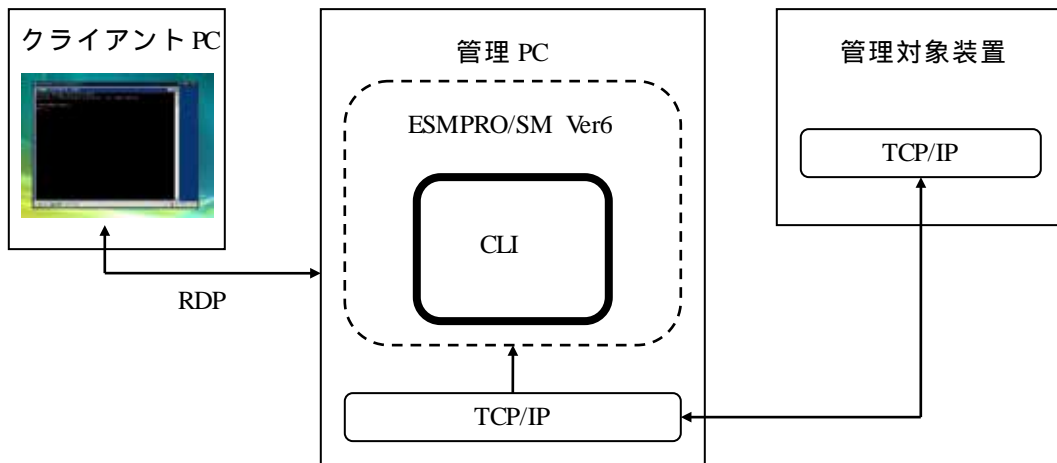 クライアント PC
RDP
管理 PC
ESMPRO/SM Ver6
CLI
TCP/IP
管理対象装置
TCP/IP